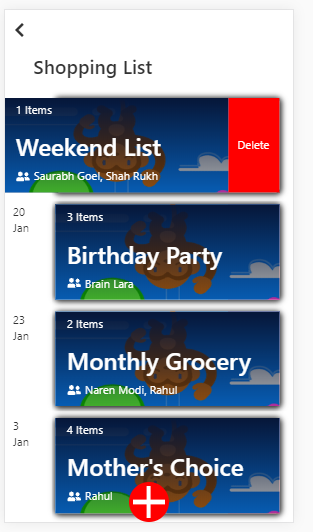 Shopping List
1 Items
Weekend List
Saurabh Goel, Shah Rukh
Delete
20
Jan
3 Items
Birthday Party
Brain Lara
23
Jan
2 Items
Monthly Grocery
Naren Modi, Rahul
3
Jan
4 Items
Mother's Choice
Rahul